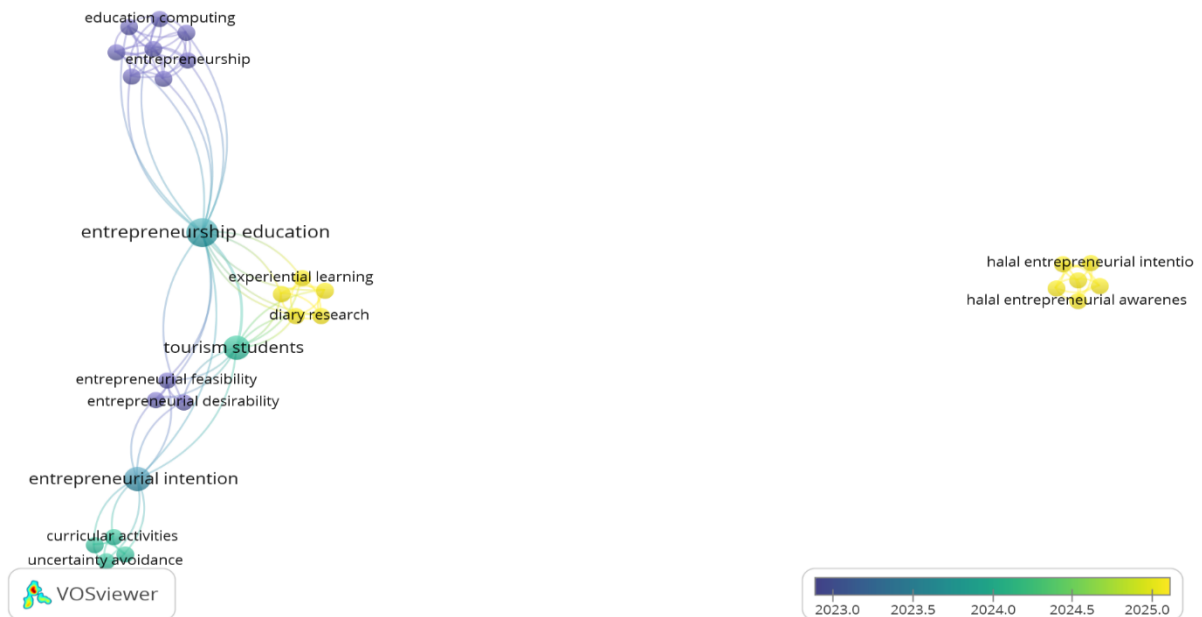 education computing
entrepreneurship
entrepreneurship education
experiential learning
diary research
tourism students
entrepreneurial feasibility
entrepreneurial desirability
entrepreneurial intention
curricular activities
uncertainty avoidance
halal entrepreneurial intentio
halal entrepreneurial awarenes
VOSviewer
2023.0 2023.5 2024.0 2024.5 2025.0